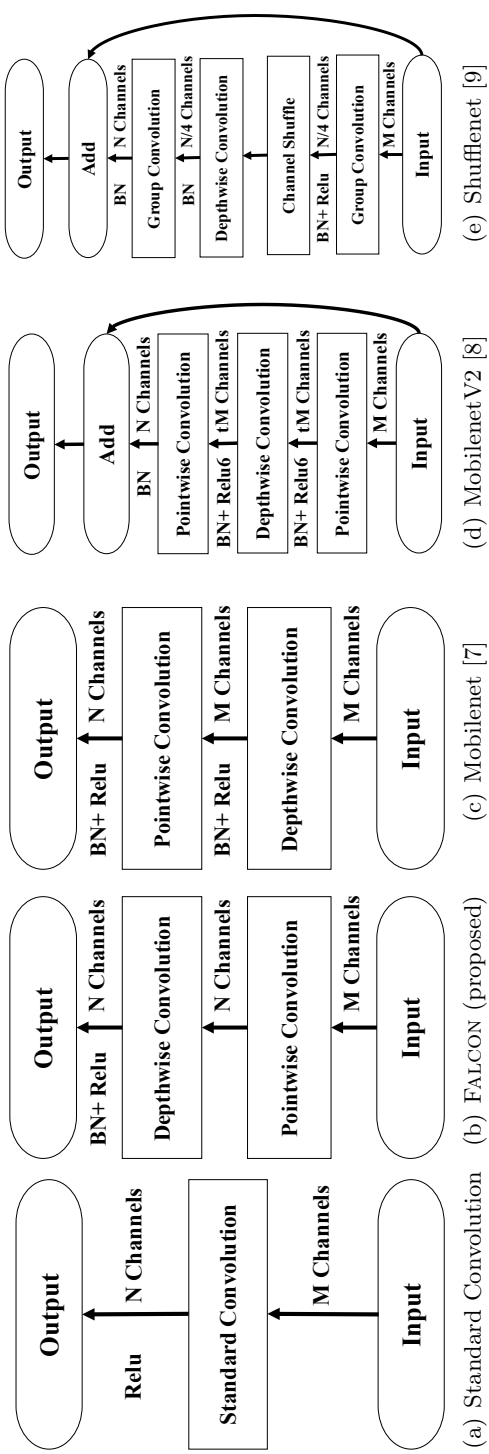 Output
Relu N Channels
Standard Convolution
M Channels
Input
(a) Standard Convolution
Output
BN+ Relu N Channels
Depthwise Convolution
N Channels
Pointwise Convolution
M Channels
Input
(b) FALCON (proposed)
Output
BN+ Relu N Channels
Pointwise Convolution
BN+ Relu M Channels
Depthwise Convolution
M Channels
Input
(c) Mobilenet [7]
Output
Add
BN N Channels
Pointwise Convolution
BN+ Relu6 tM Channels
Depthwise Convolution
BN+ Relu6 tM Channels
Pointwise Convolution
M Channels
Input
(d) MobilenetV2 [8]
Output
Add
BN N Channels
Group Convolution
BN N/4 Channels
Depthwise Convolution
Channel Shuffle
BN+ Relu N/4 Channels
Group Convolution
M Channels
Input
(e) Shufflenet [9]